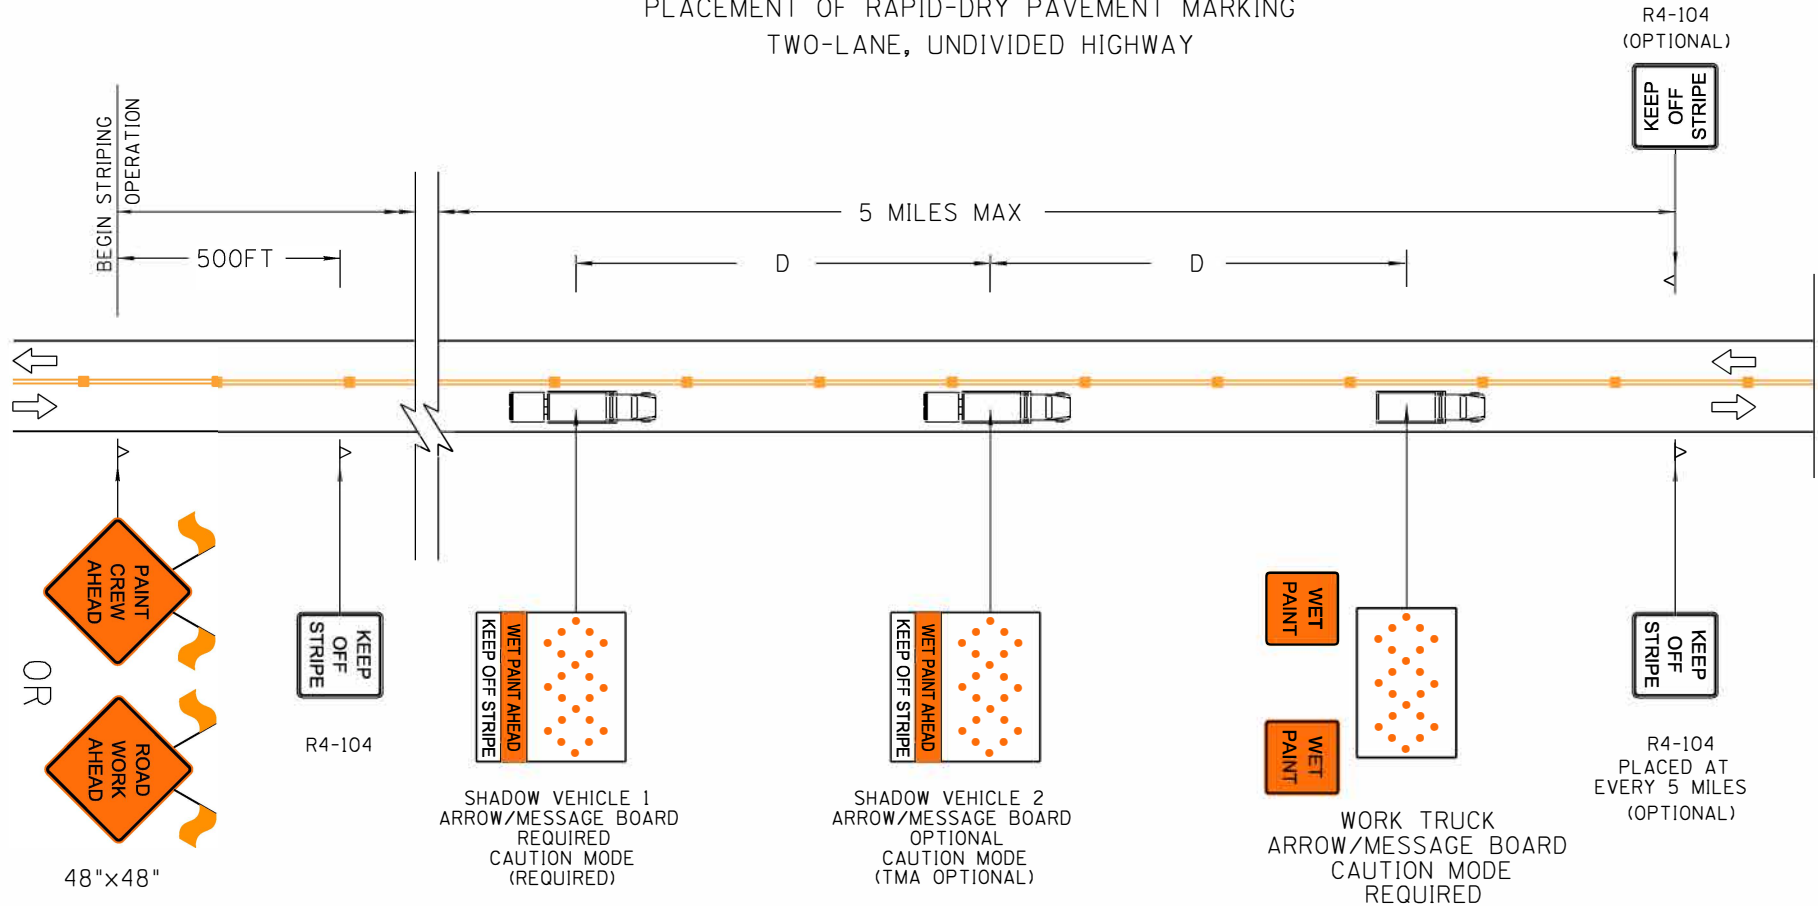 PLACEMENT OF RAPID-DRY PAVEMENT MARKING
TWO-LANE, UNDIVIDED HIGHWAY
R4-104
(OPTIONAL)
KEEP
OFF
STRIPE
BEGIN STRIPING
OPERATION
5 MILES MAX
500FT
D
D
PAINT
CREW
AHEAD
OR
ROAD
WORK
AHEAD
48"x48"
KEEP
OFF
STRIPE
R4-104
WET PAINT AHEAD
KEEP OFF STRIPE
SHADOW VEHICLE 1
ARROW/MESSAGE BOARD
REQUIRED
CAUTION MODE
(REQUIRED)
WET PAINT AHEAD
KEEP OFF STRIPE
SHADOW VEHICLE 2
ARROW/MESSAGE BOARD
OPTIONAL
CAUTION MODE
(TMA OPTIONAL)
WET
PAINT
WET
PAINT
WORK TRUCK
ARROW/MESSAGE BOARD
CAUTION MODE
REQUIRED
KEEP
OFF
STRIPE
R4-104
PLACED AT
EVERY 5 MILES
(OPTIONAL)